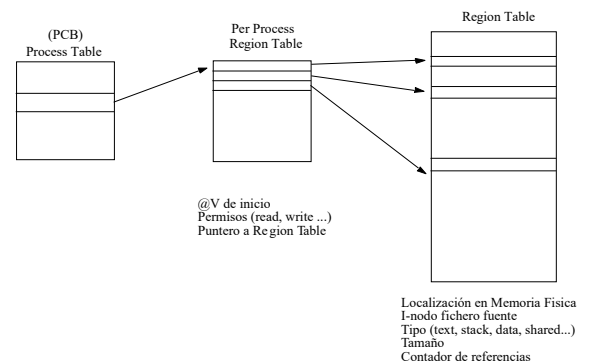 (PCB)
Process Table
Per Process
Region Table
Region Table
@V de inicio
Permisos (read, write ...)
Puntero a Region Table
Localización en Memoria Fisica
I-nodo fichero fuente
Tipo (text, stack, data, shared...)
Tamaño
Contador de referencias